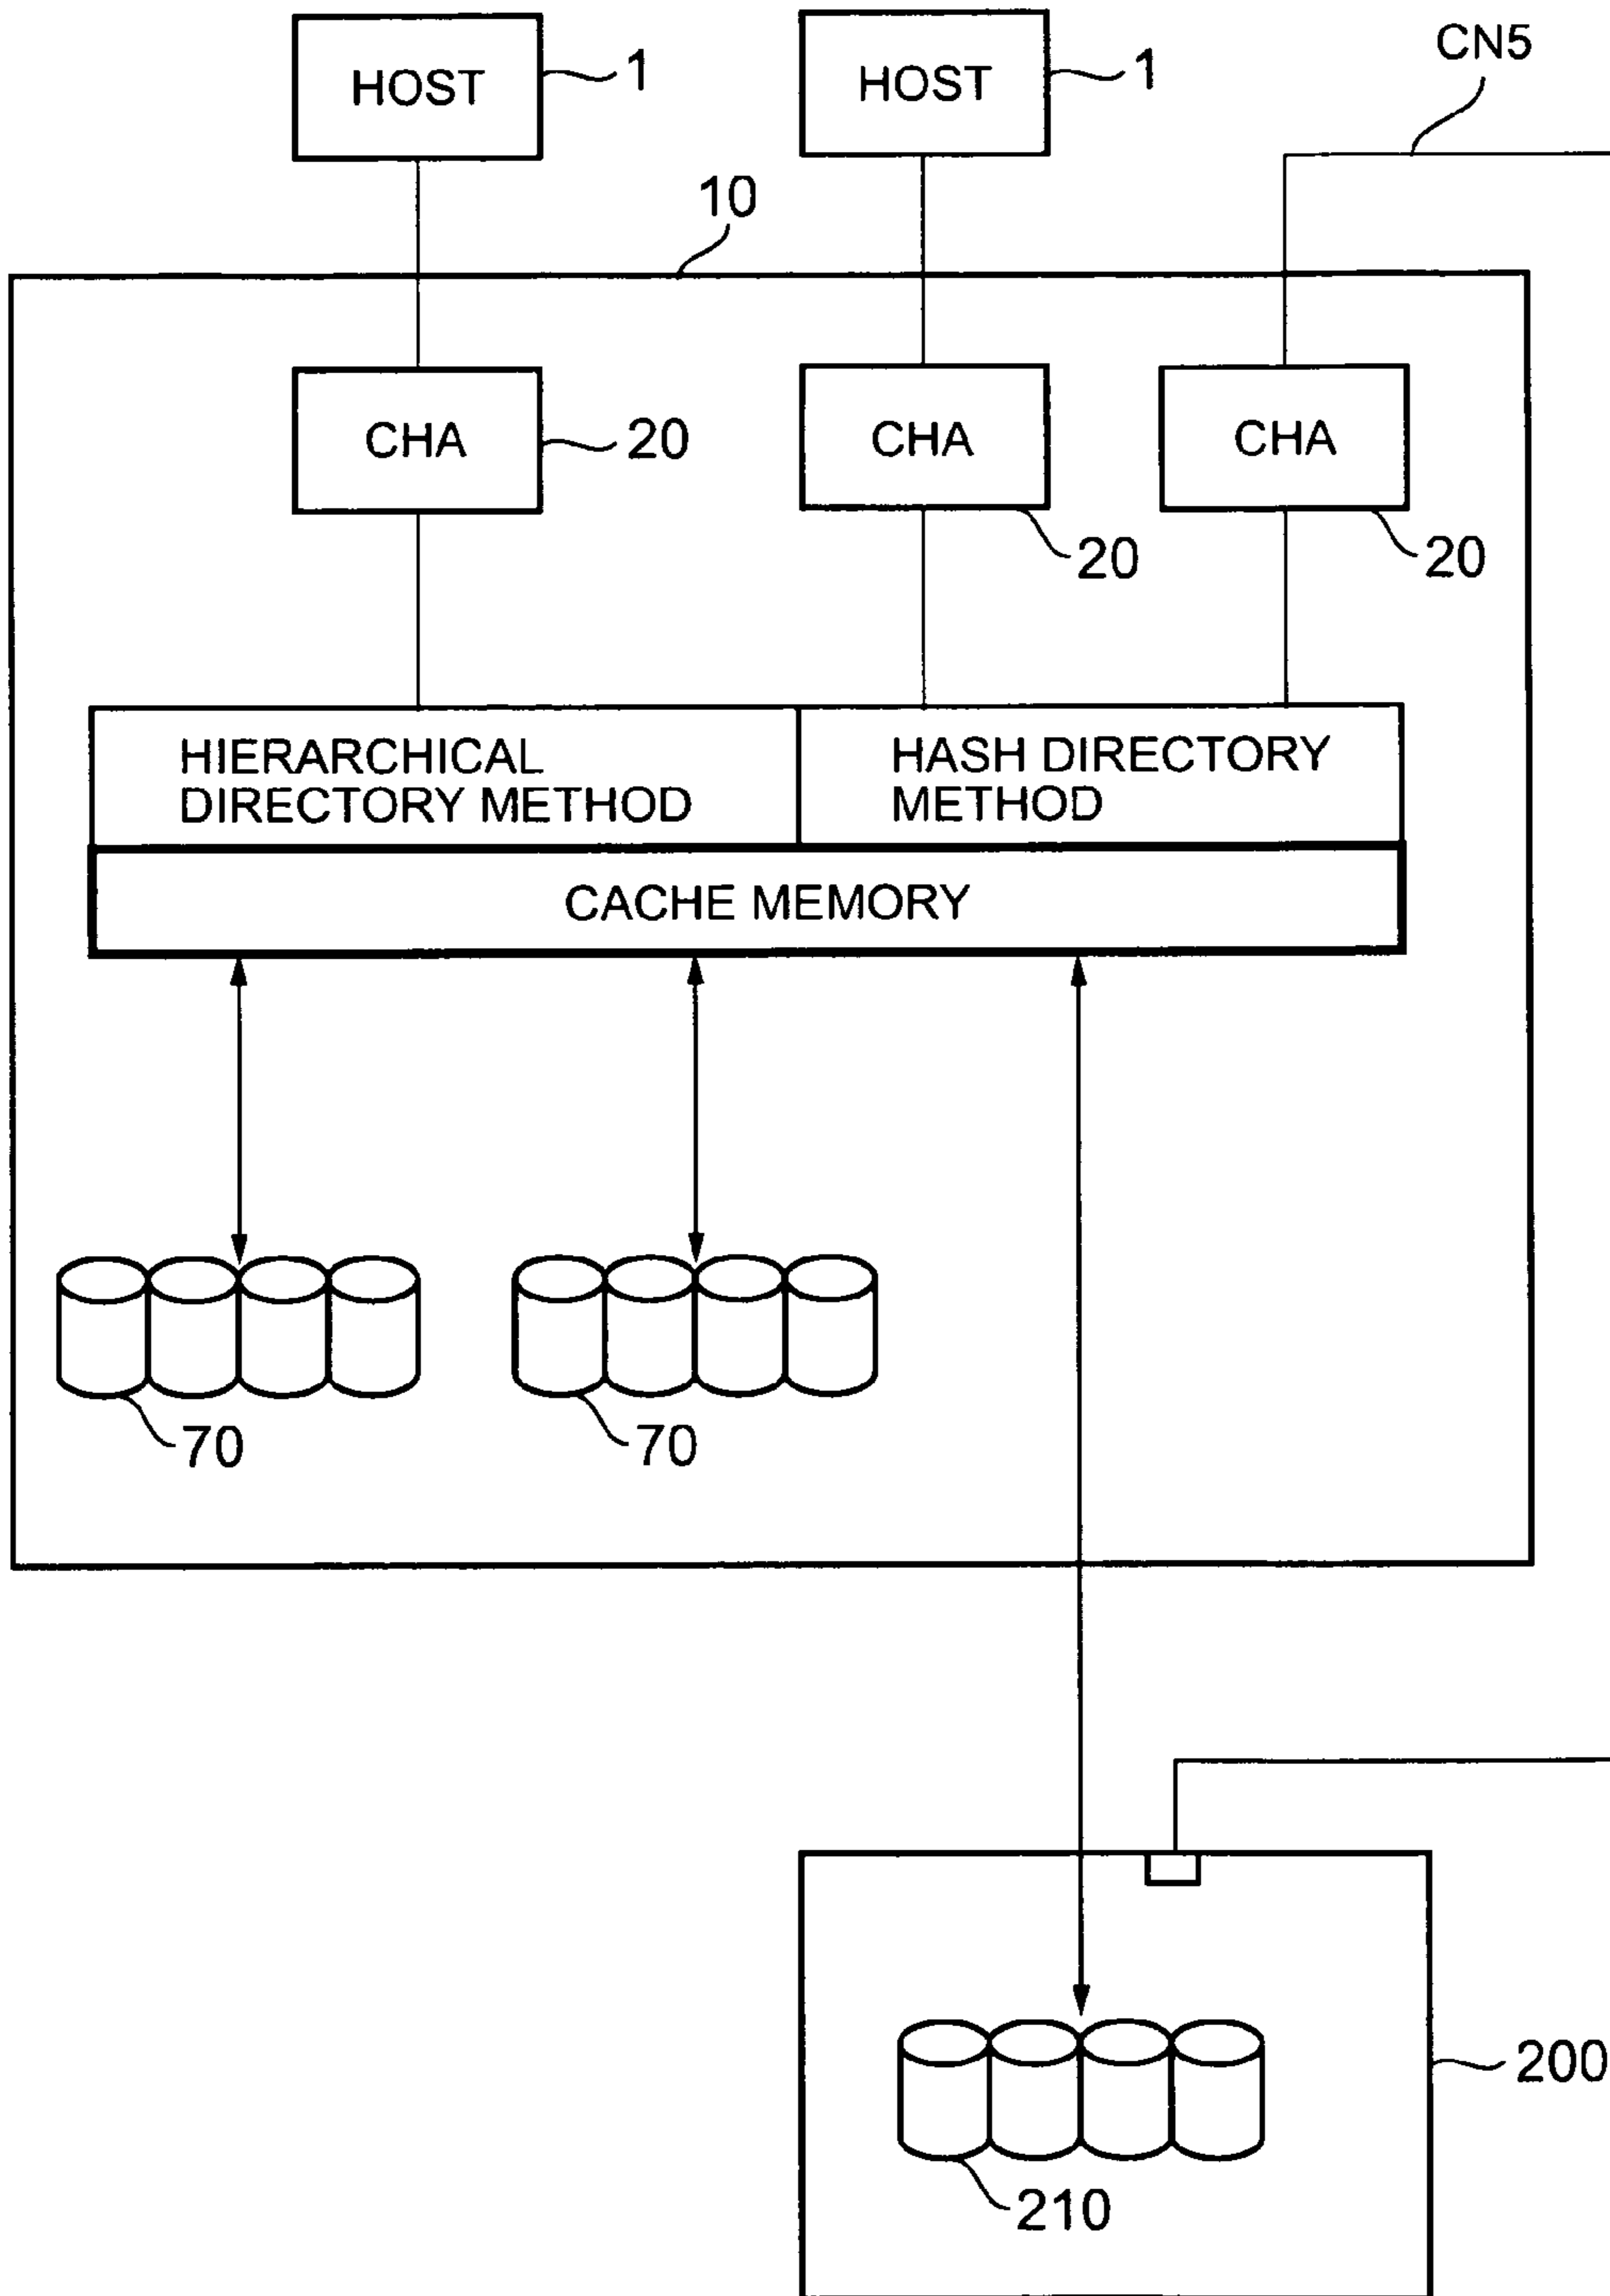 CN5
HOST
1
HOST
1
10
CHA
20
CHA
20
CHA
20
HIERARCHICAL
DIRECTORY METHOD
HASH DIRECTORY
METHOD
CACHE MEMORY
70
70
200
210